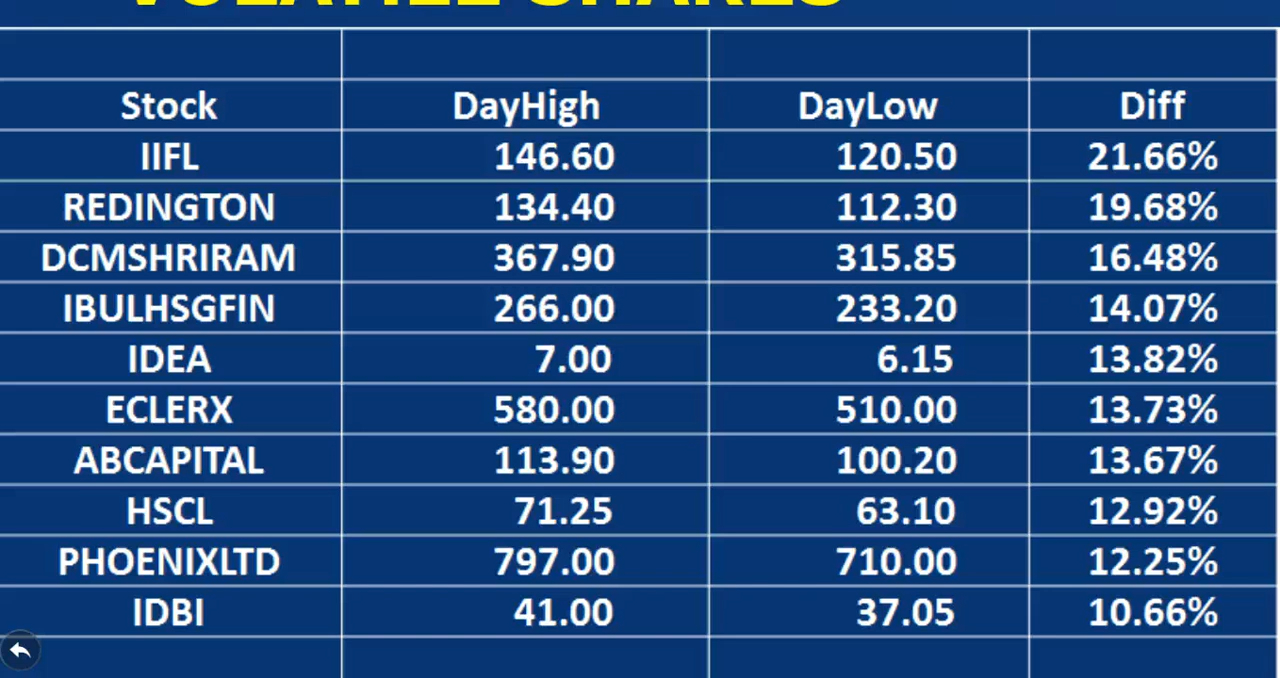 VOLATILE SHARES
Stock DayHigh DayLow Diff
IIFL 146.60 120.50 21.66%
REDINGTON 134.40 112.30 19.68%
DCMSHRIRAM 367.90 315.85 16.48%
IBULHSGFIN 266.00 233.20 14.07%
IDEA 7.00 6.15 13.82%
ECLERX 580.00 510.00 13.73%
ABCAPITAL 113.90 100.20 13.67%
HSCL 71.25 63.10 12.92%
PHOENIXLTD 797.00 710.00 12.25%
IDBI 41.00 37.05 10.66%